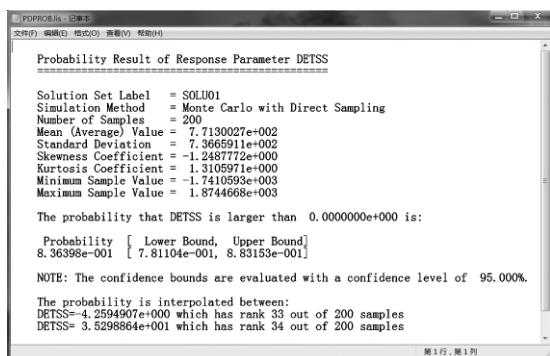 PDPROB.lis - 记事本
文件(F) 编辑(E) 格式(O) 查看(V) 帮助(H)
Probability Result of Response Parameter DETSS
==============================================
Solution Set Label = SOLU01
Simulation Method = Monte Carlo with Direct Sampling
Number of Samples = 200
Mean (Average) Value = 7.7130027e+002
Standard Deviation = 7.3665911e+002
Skewness Coefficient = -1.2487772e+000
Kurtosis Coefficient = 1.3105971e+000
Minimum Sample Value = -1.7410593e+003
Maximum Sample Value = 1.8744668e+003
The probability that DETSS is larger than 0.0000000e+000 is:
Probability [ Lower Bound, Upper Bound]
8.36398e-001 [ 7.81104e-001, 8.83153e-001]
NOTE: The confidence bounds are evaluated with a confidence level of 95.000%.
The probability is interpolated between:
DETSS=-4.2594907e+000 which has rank 33 out of 200 samples
DETSS= 3.5298864e+001 which has rank 34 out of 200 samples
第1行, 第1列